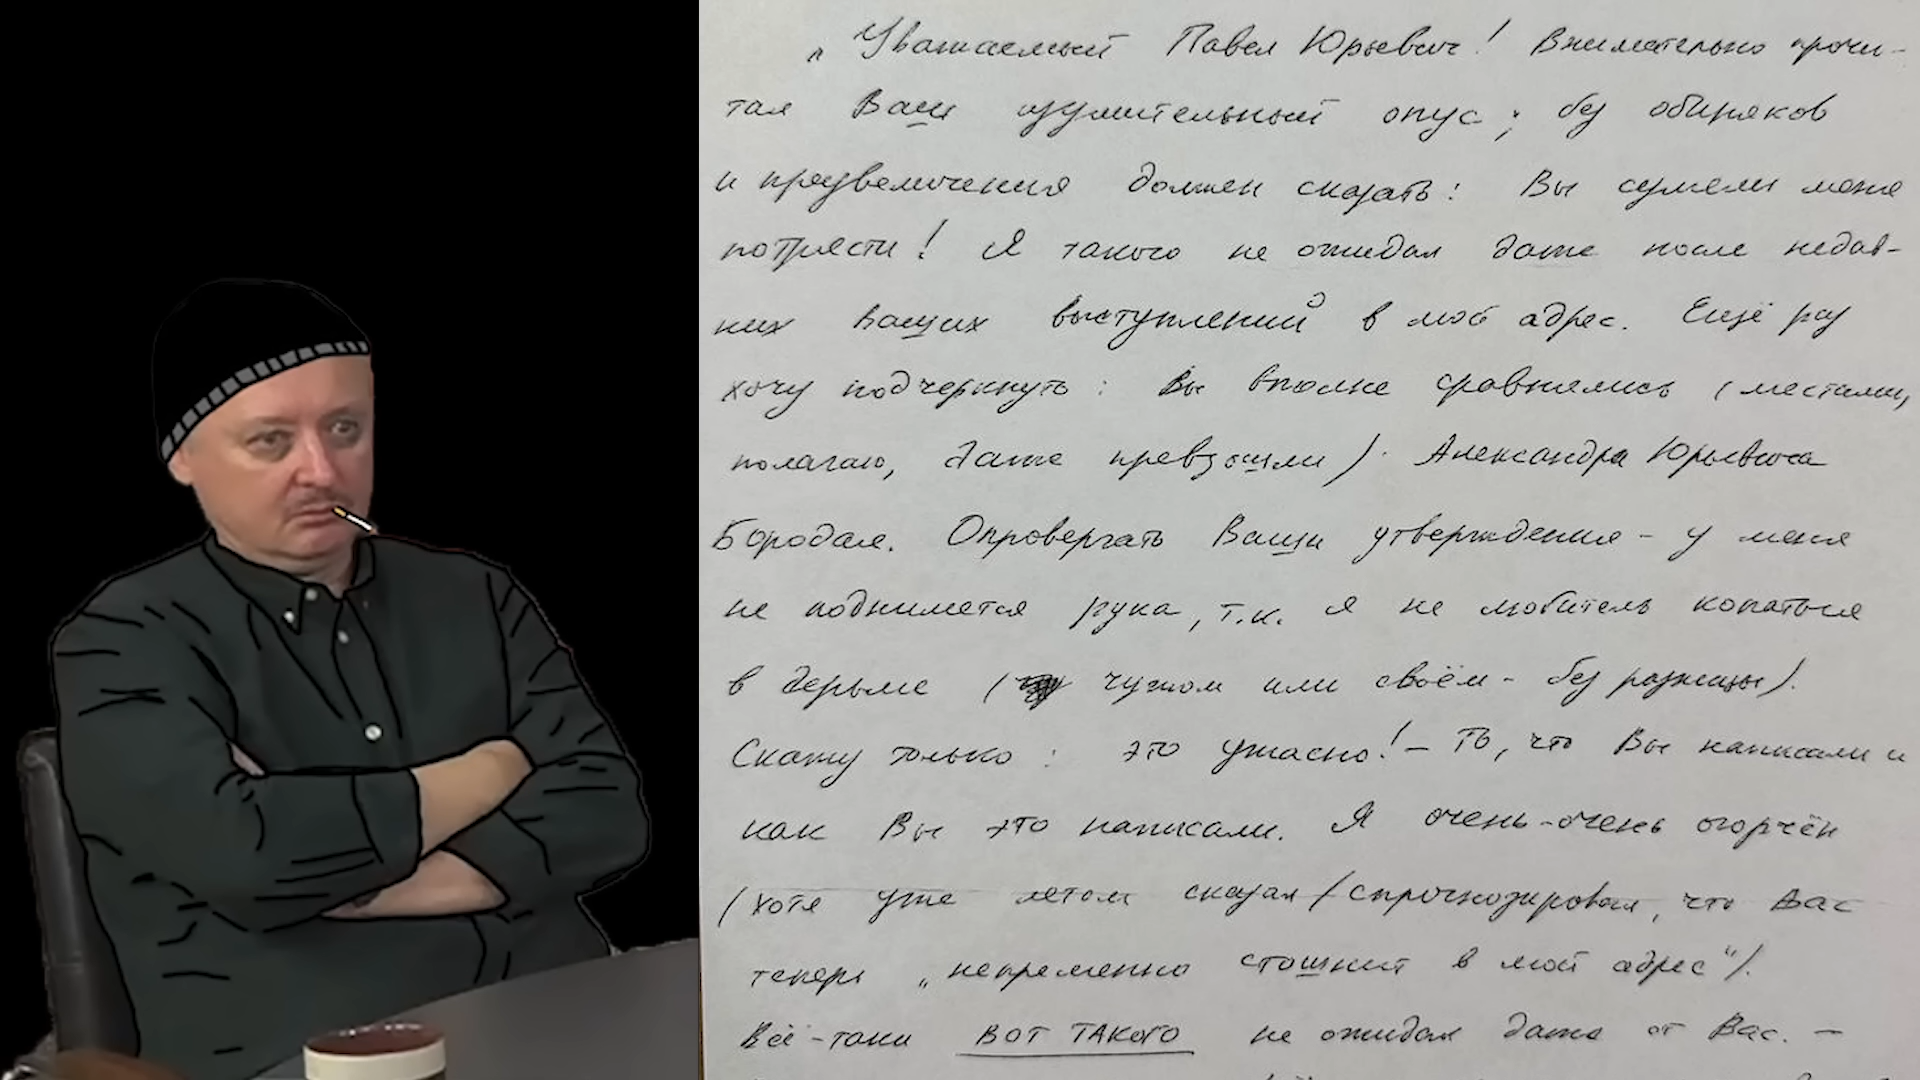 „Уважаемый Павел Юрьевич! Внимательно прочи-
тал Ваш изумительный опус; без обиняков
и преувеличения должен сказать: Вы сумели меня
потрясти! Я такого не ожидал даже после недав-
них Ваших выступлений в мой адрес. Ещё раз
хочу подчеркнуть: Вы вполне сравнялись (местами,
полагаю, даже превзошли). Александра Юрьевича
Бородая. Опровергать Ваши утверждения - у меня
не поднимется рука, т.к. я не любитель копаться
в дерьме (чужом или своём - без разницы).
Скажу только: это ужасно! – То, что Вы написали и
как Вы это написали. Я очень-очень огорчён
(хотя уже летом сказал/спрогнозировал, что Вас
теперь „непременно стошнит в мой адрес").
Всё-таки ВОТ ТАКОГО не ожидал даже от Вас. –